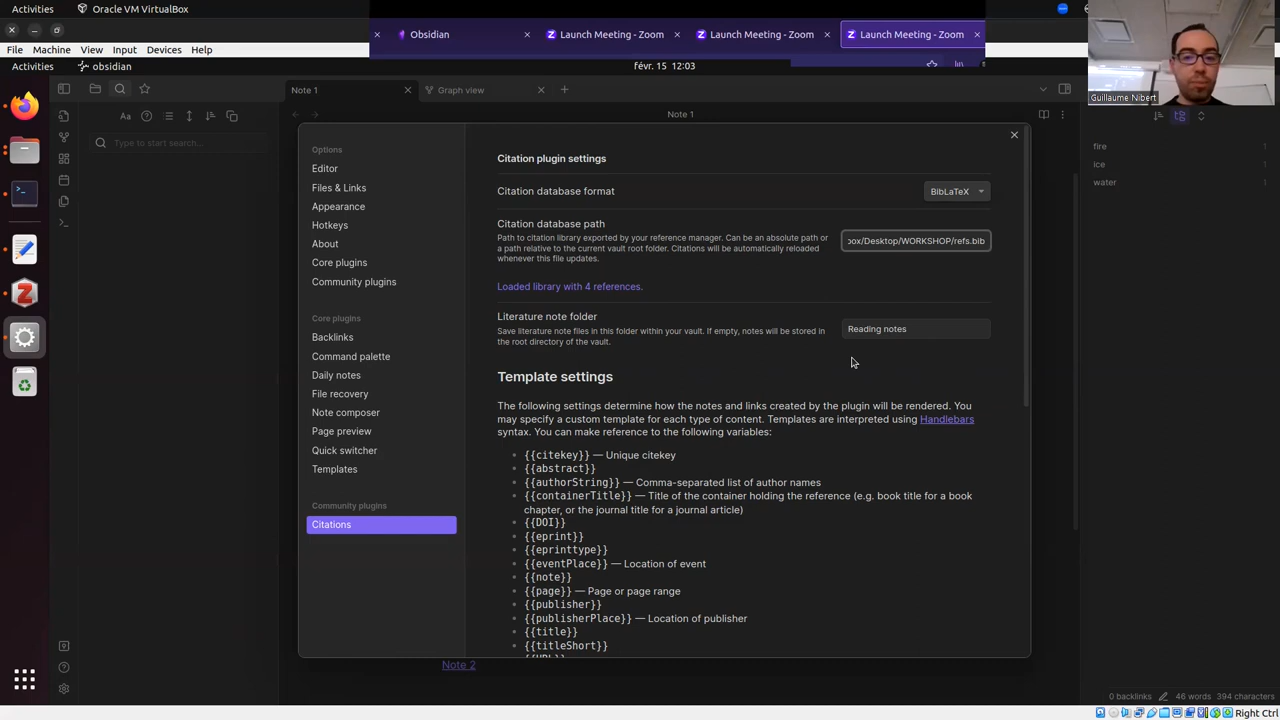 Activities
Oracle VM VirtualBox
Obsidian
Launch Meeting - Zoom
Launch Meeting - Zoom
Launch Meeting - Zoom
File Machine View Input Devices Help
Activities
obsidian
févr. 15 12:03
Guillaume Nibert
Note 1
Graph view
Note 1
Type to start search...
Aa
fire 1
ice 1
water 1
Options
Editor
Files & Links
Appearance
Hotkeys
About
Core plugins
Community plugins
Core plugins
Backlinks
Command palette
Daily notes
File recovery
Note composer
Page preview
Quick switcher
Templates
Community plugins
Citations
Citation plugin settings
Citation database format
BibLaTeX
Citation database path
Path to citation library exported by your reference manager. Can be an absolute path or
a path relative to the current vault root folder. Citations will be automatically reloaded
whenever this file updates.
ox/Desktop/WORKSHOP/refs.bib
Loaded library with 4 references.
Literature note folder
Save literature note files in this folder within your vault. If empty, notes will be stored in
the root directory of the vault.
Reading notes
Template settings
The following settings determine how the notes and links created by the plugin will be rendered. You
may specify a custom template for each type of content. Templates are interpreted using Handlebars
syntax. You can make reference to the following variables:
{{citekey}} — Unique citekey
{{abstract}}
{{authorString}} — Comma-separated list of author names
{{containerTitle}} — Title of the container holding the reference (e.g. book title for a book
chapter, or the journal title for a journal article)
{{DOI}}
{{eprint}}
{{eprinttype}}
{{eventPlace}} — Location of event
{{note}}
{{page}} — Page or page range
{{publisher}}
{{publisherPlace}} — Location of publisher
{{title}}
{{titleShort}}
Note 2
0 backlinks 46 words 394 characters
Right Ctrl